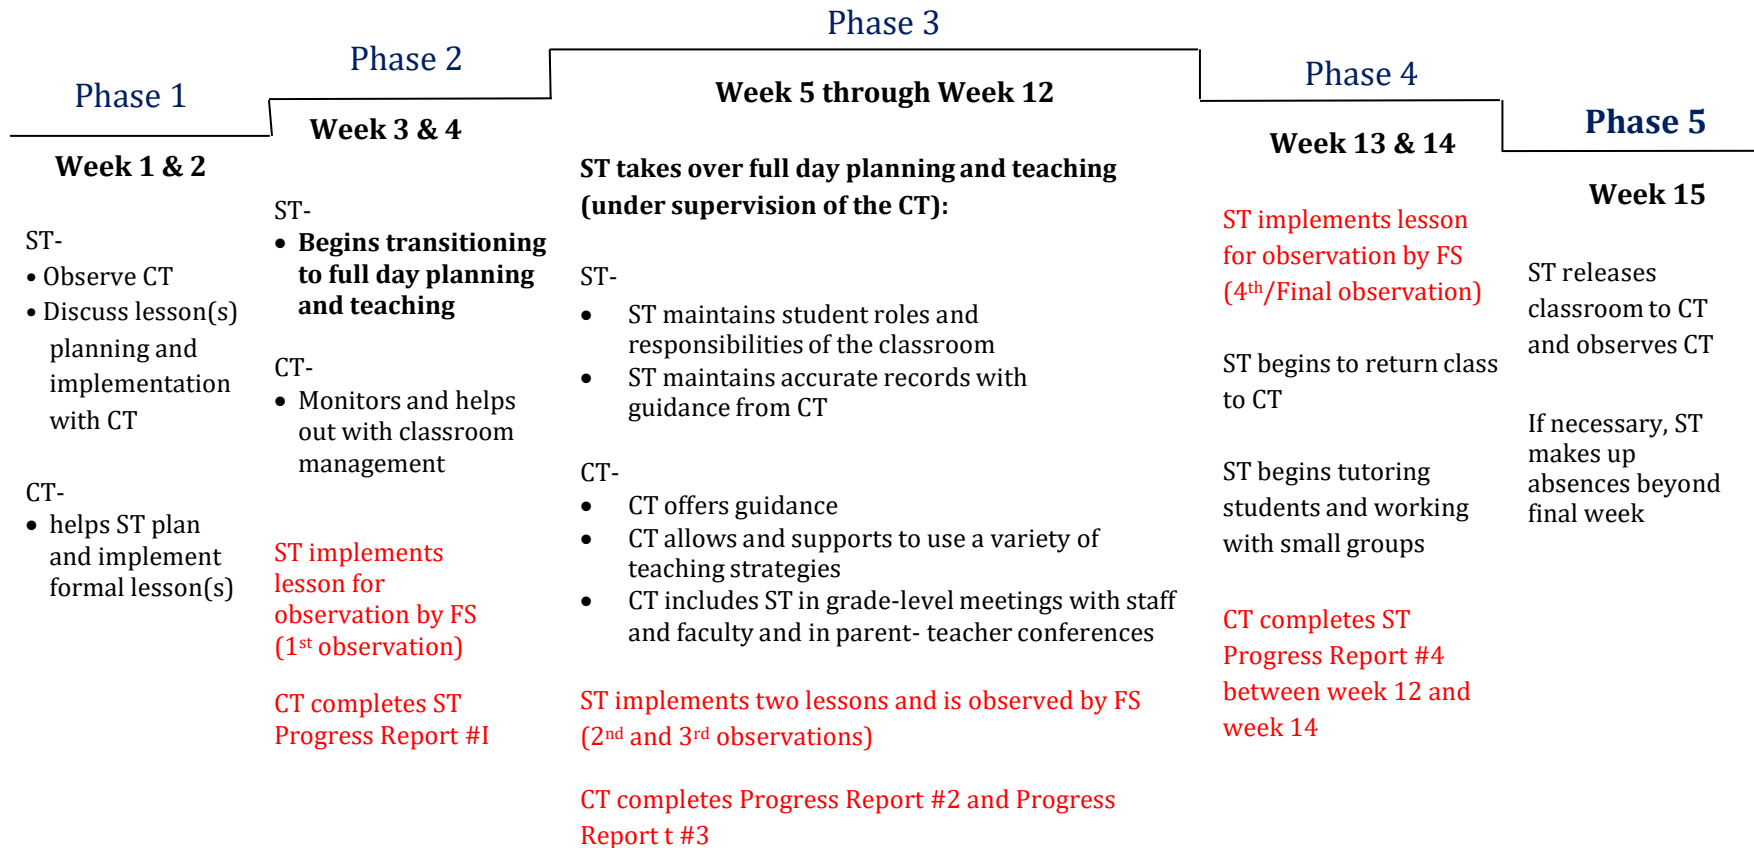 Phase 1
Week 1 & 2
ST-
• Observe CT
• Discuss lesson(s)
planning and
implementation
with CT
CT-
• helps ST plan
and implement
formal lesson(s)
Phase 2
Week 3 & 4
ST-
• Begins transitioning
to full day planning
and teaching
CT-
• Monitors and helps
out with classroom
management
ST implements
lesson for
observation by FS
(1st observation)
CT completes ST
Progress Report #I
Phase 3
Week 5 through Week 12
ST takes over full day planning and teaching
(under supervision of the CT):
ST-
• ST maintains student roles and
responsibilities of the classroom
• ST maintains accurate records with
guidance from CT
CT-
• CT offers guidance
• CT allows and supports to use a variety of
teaching strategies
• CT includes ST in grade-level meetings with staff
and faculty and in parent- teacher conferences
ST implements two lessons and is observed by FS
(2nd and 3rd observations)
CT completes Progress Report #2 and Progress
Report t #3
Phase 4
Week 13 & 14
ST implements lesson
for observation by FS
(4th/Final observation)
ST begins to return class
to CT
ST begins tutoring
students and working
with small groups
CT completes ST
Progress Report #4
between week 12 and
week 14
Phase 5
Week 15
ST releases
classroom to CT
and observes CT
If necessary, ST
makes up
absences beyond
final week